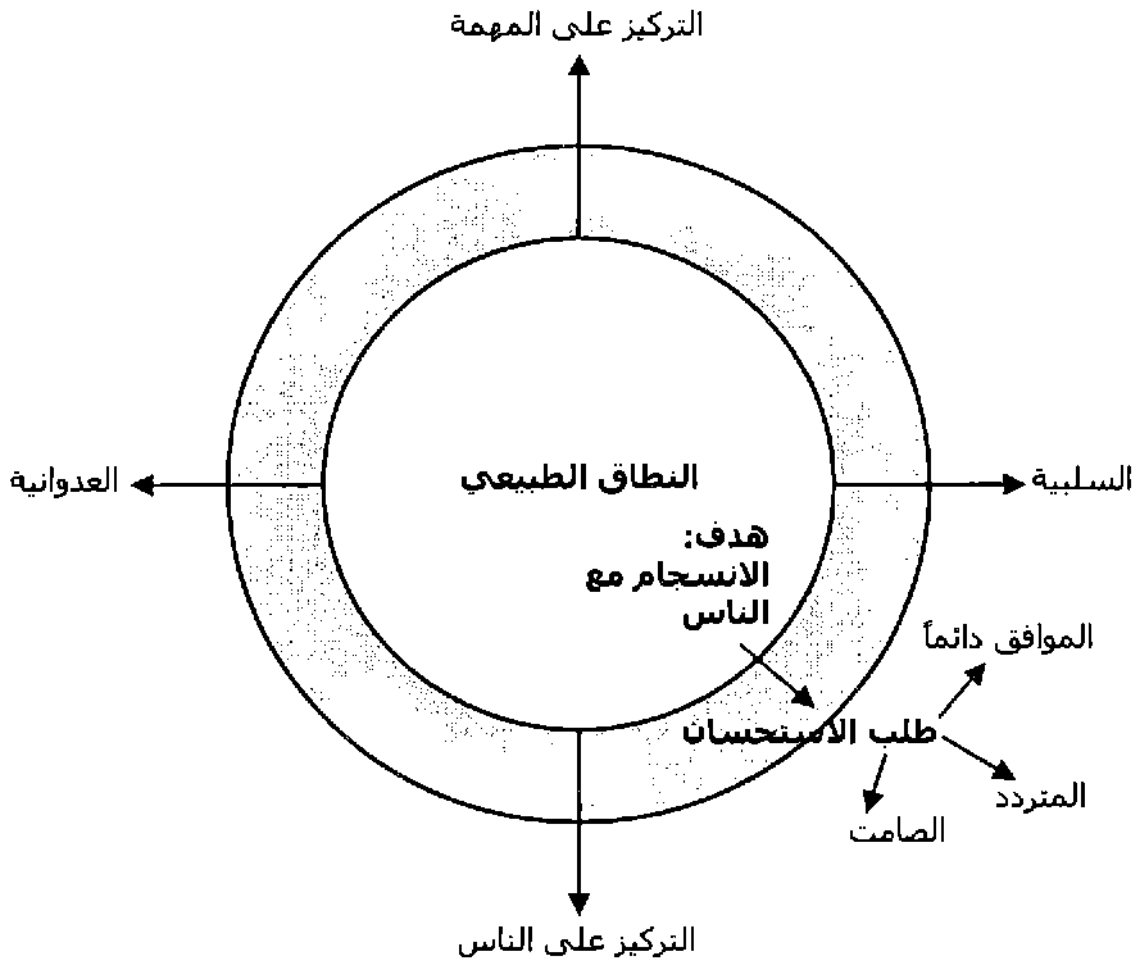 التركيز على المهمة
العدوانية
النطاق الطبيعي
السلبية
هدف:
الانسجام مع
الناس
الموافق دائماً
طلب الاستحسان
المتردد
الصامت
التركيز على الناس